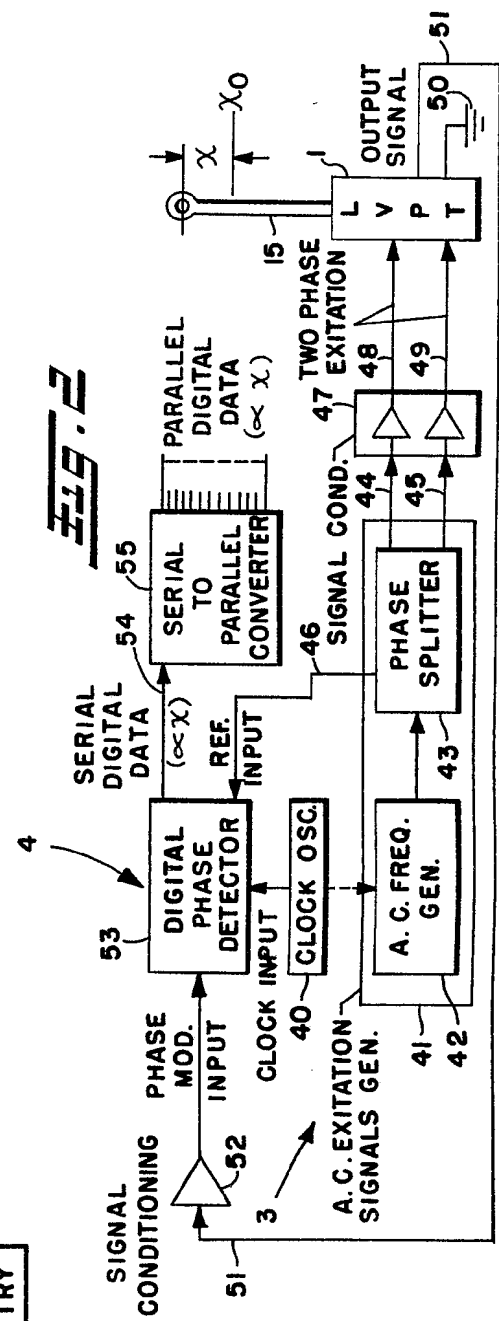 Fig. 2
4
SIGNAL
CONDITIONING
52
51
PHASE
MOD.
INPUT
53
DIGITAL
PHASE
DETECTOR
SERIAL
DIGITAL
DATA
(∝ X)
54
55
SERIAL
TO
PARALLEL
CONVERTER
PARALLEL
DIGITAL
DATA
(∝ X)
REF.
INPUT
46
CLOCK INPUT
CLOCK OSC.
40
3
A.C. EXITATION
SIGNALS GEN.
41
A.C. FREQ.
GEN.
42
PHASE
SPLITTER
43
SIGNAL COND.
44
45
47
TWO PHASE
EXITATION
48
49
15
X
X0
1
L
V
P
T
OUTPUT
SIGNAL
50
51
TRY